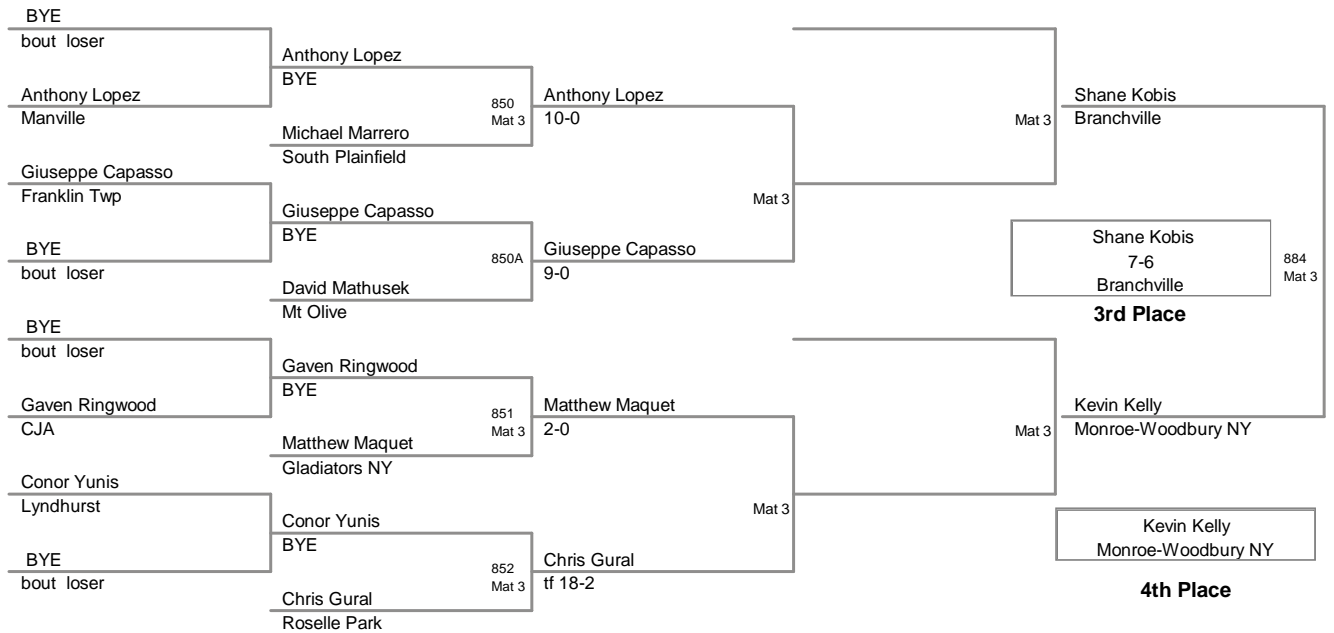 BYE
bout loser
Anthony Lopez
Manville
Giuseppe Capasso
Franklin Twp
BYE
bout loser
BYE
bout loser
Gaven Ringwood
CJA
Conor Yunis
Lyndhurst
BYE
bout loser
Anthony Lopez
BYE
850
Mat 3
Michael Marrero
South Plainfield
Giuseppe Capasso
BYE
850A
David Mathusek
Mt Olive
Gaven Ringwood
BYE
851
Mat 3
Matthew Maquet
Gladiators NY
Conor Yunis
BYE
852
Mat 3
Chris Gural
Roselle Park
Anthony Lopez
10-0
Mat 3
Giuseppe Capasso
9-0
Matthew Maquet
2-0
Mat 3
Chris Gural
tf 18-2
Mat 3
Mat 3
Shane Kobis
Branchville
Shane Kobis
7-6
Branchville
3rd Place
884
Mat 3
Kevin Kelly
Monroe-Woodbury NY
Kevin Kelly
Monroe-Woodbury NY
4th Place